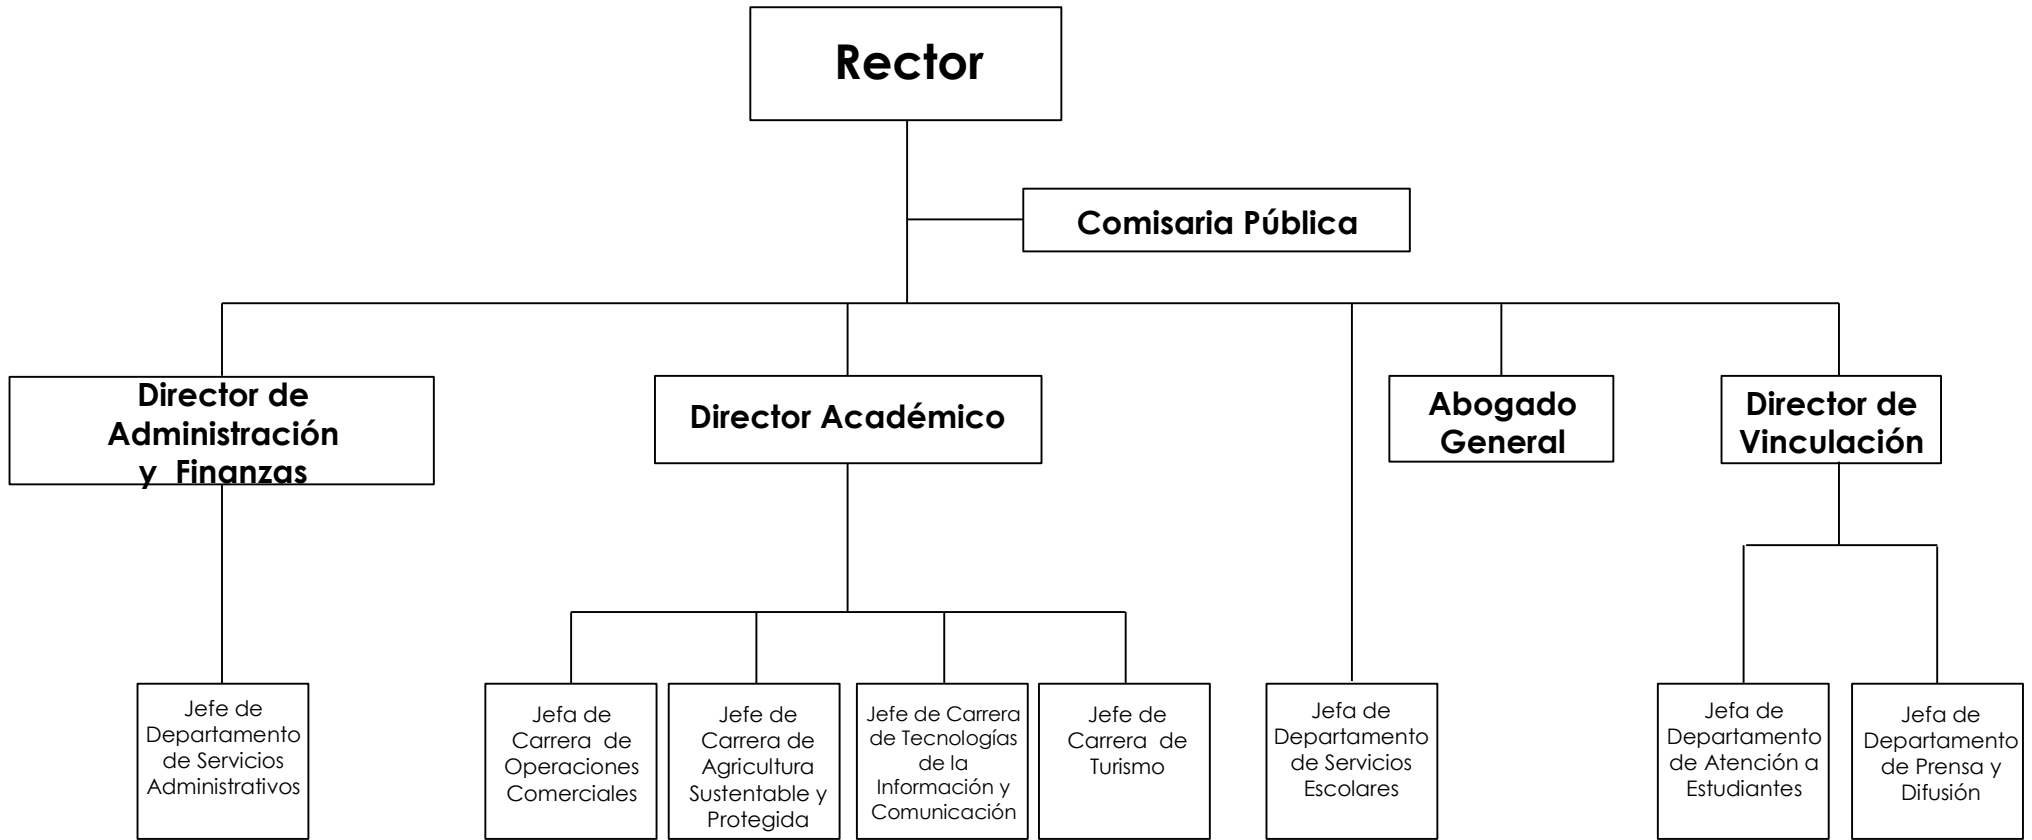 Rector
Comisaria Pública
Director de
Administración
y Finanzas
Director Académico
Abogado
General
Director de
Vinculación
Jefe de
Departamento
de Servicios
Administrativos
Jefa de
Carrera de
Operaciones
Comerciales
Jefe de
Carrera de
Agricultura
Sustentable y
Protegida
Jefe de Carrera
de Tecnologías
de la
Información y
Comunicación
Jefe de
Carrera de
Turismo
Jefa de
Departamento
de Servicios
Escolares
Jefa de
Departamento
de Atención a
Estudiantes
Jefa de
Departamento
de Prensa y
Difusión